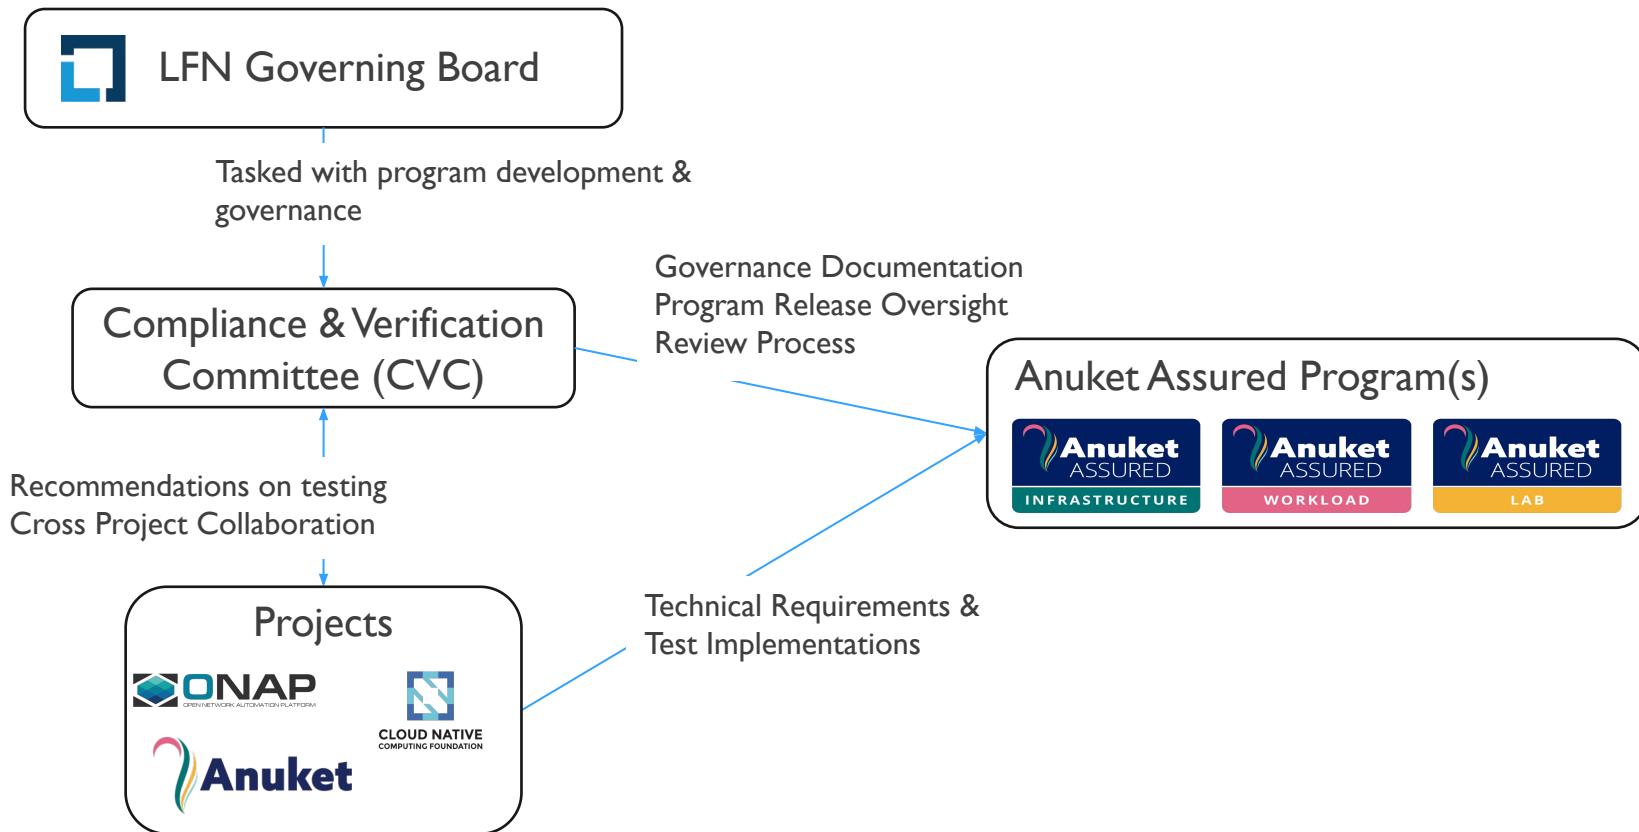 LFN Governing Board
Tasked with program development &
governance
Compliance & Verification
Committee (CVC)
Governance Documentation
Program Release Oversight
Review Process
Anuket Assured Program(s)
Anuket
ASSURED
INFRASTRUCTURE
Anuket
ASSURED
WORKLOAD
Anuket
ASSURED
LAB
Recommendations on testing
Cross Project Collaboration
Projects
ONAP
OPEN NETWORK AUTOMATION PLATFORM
CLOUD NATIVE
COMPUTING FOUNDATION
Anuket
Technical Requirements &
Test Implementations